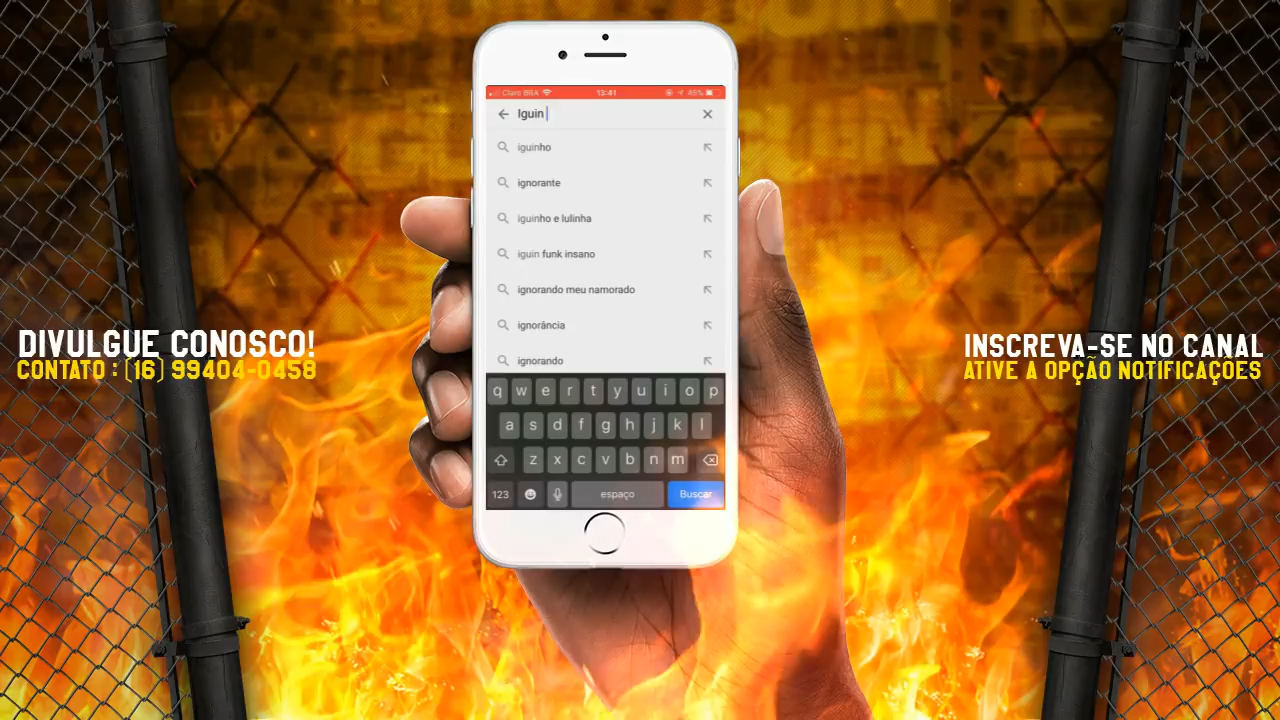 Claro BRA 13:41 45%
Iguin
iguinho
ignorante
iguinho e lulinha
iguin funk insano
ignorando meu namorado
ignorância
ignorando
q w e r t y u i o p
a s d f g h j k l
z x c v b n m
123 espaço Buscar
DIVULGUE CONOSCO!
CONTATO : (16) 99404-0458
INSCREVA-SE NO CANAL
ATIVE A OPÇÃO NOTIFICAÇÕES